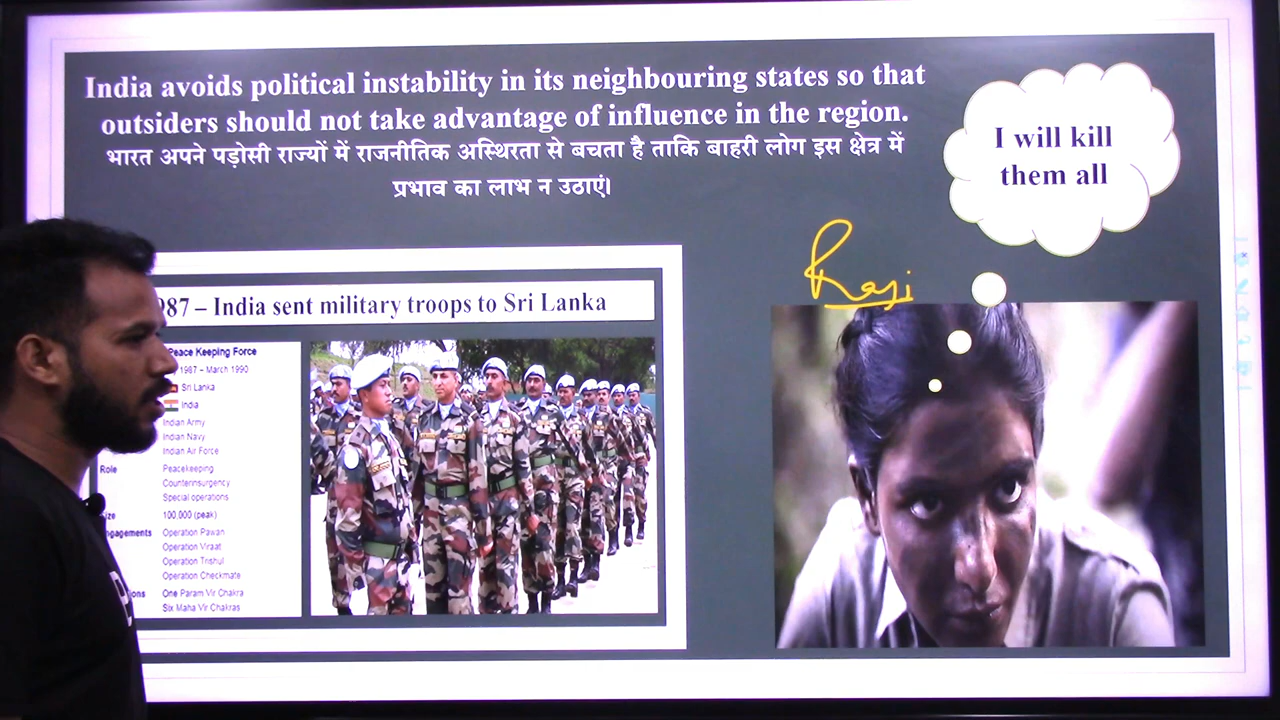 India avoids political instability in its neighbouring states so that
outsiders should not take advantage of influence in the region.
भारत अपने पड़ोसी राज्यों में राजनीतिक अस्थिरता से बचता है ताकि बाहरी लोग इस क्षेत्र में
प्रभाव का लाभ न उठाएं।
I will kill
them all
Raji
87 – India sent military troops to Sri Lanka
Peace Keeping Force
1987 – March 1990
Sri Lanka
India
Indian Army
Indian Navy
Indian Air Force
Role Peacekeeping
Counterinsurgency
Special operations
ize 100,000 (peak)
ngagements Operation Pawan
Operation Viraat
Operation Trishul
Operation Checkmate
ions One Param Vir Chakra
Six Maha Vir Chakras